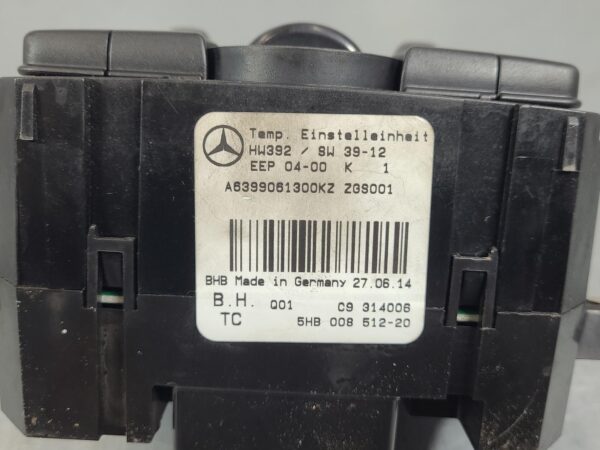 Temp. Einstelleinheit
HW392 / SW 39-12
EEP 04-00 K 1
A6399061300KZ ZGS001
BHB Made in Germany 27.06.14
B.H. Q01 C9 314006
TC 5HB 008 512-20